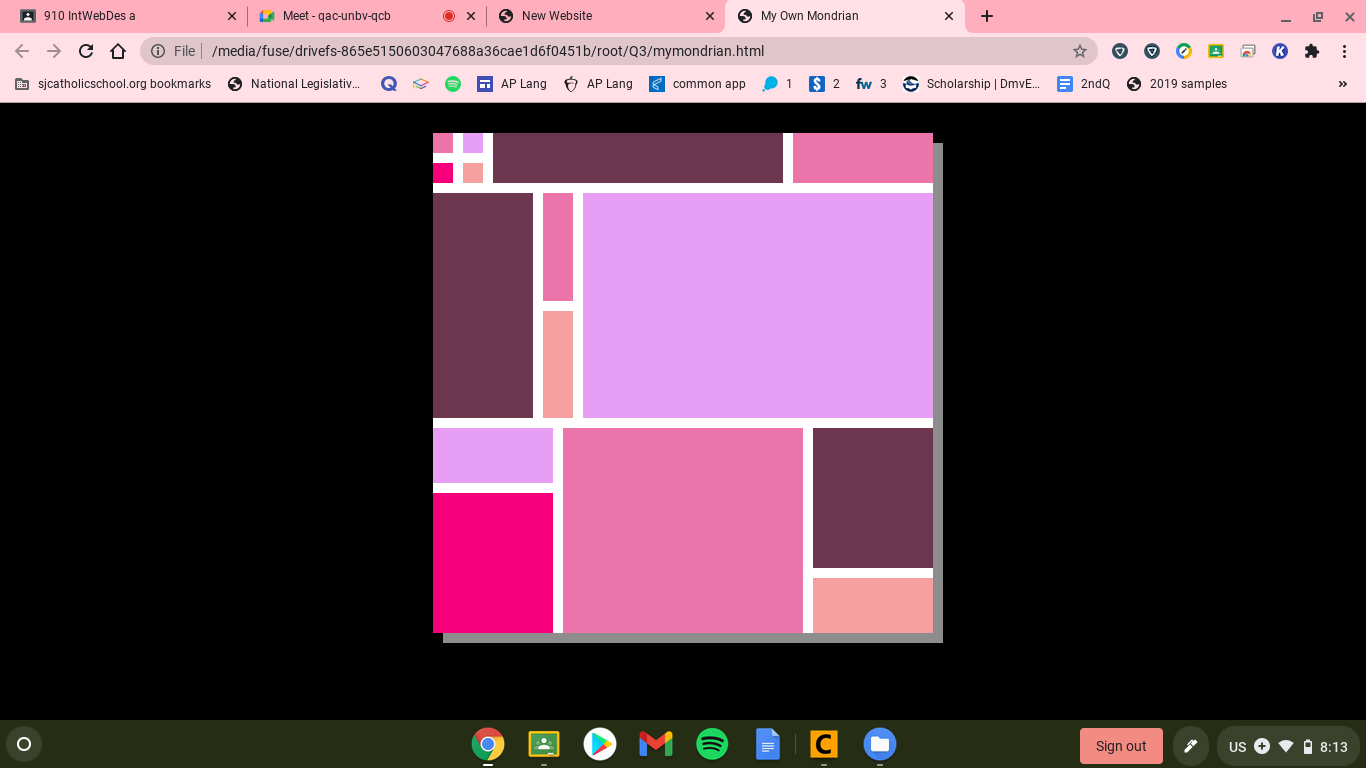 910 IntWebDes a
Meet - qac-unbv-qcb
New Website
My Own Mondrian
File
/media/fuse/drivefs-865e5150603047688a36cae1d6f0451b/root/Q3/mymondrian.html
K
sjcatholicschool.org bookmarks
National Legislativ...
Q
AP Lang
AP Lang
common app
1
$ 2
fw 3
Scholarship | DmvE...
2ndQ
2019 samples
»
C
Sign out
US
8:13